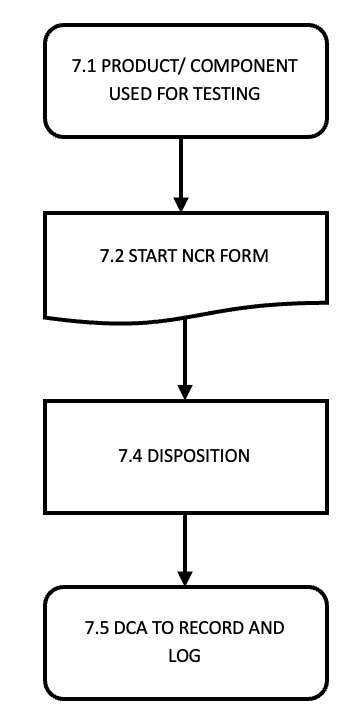 7.1 PRODUCT/ COMPONENT
USED FOR TESTING
7.2 START NCR FORM
7.4 DISPOSITION
7.5 DCA TO RECORD AND
LOG